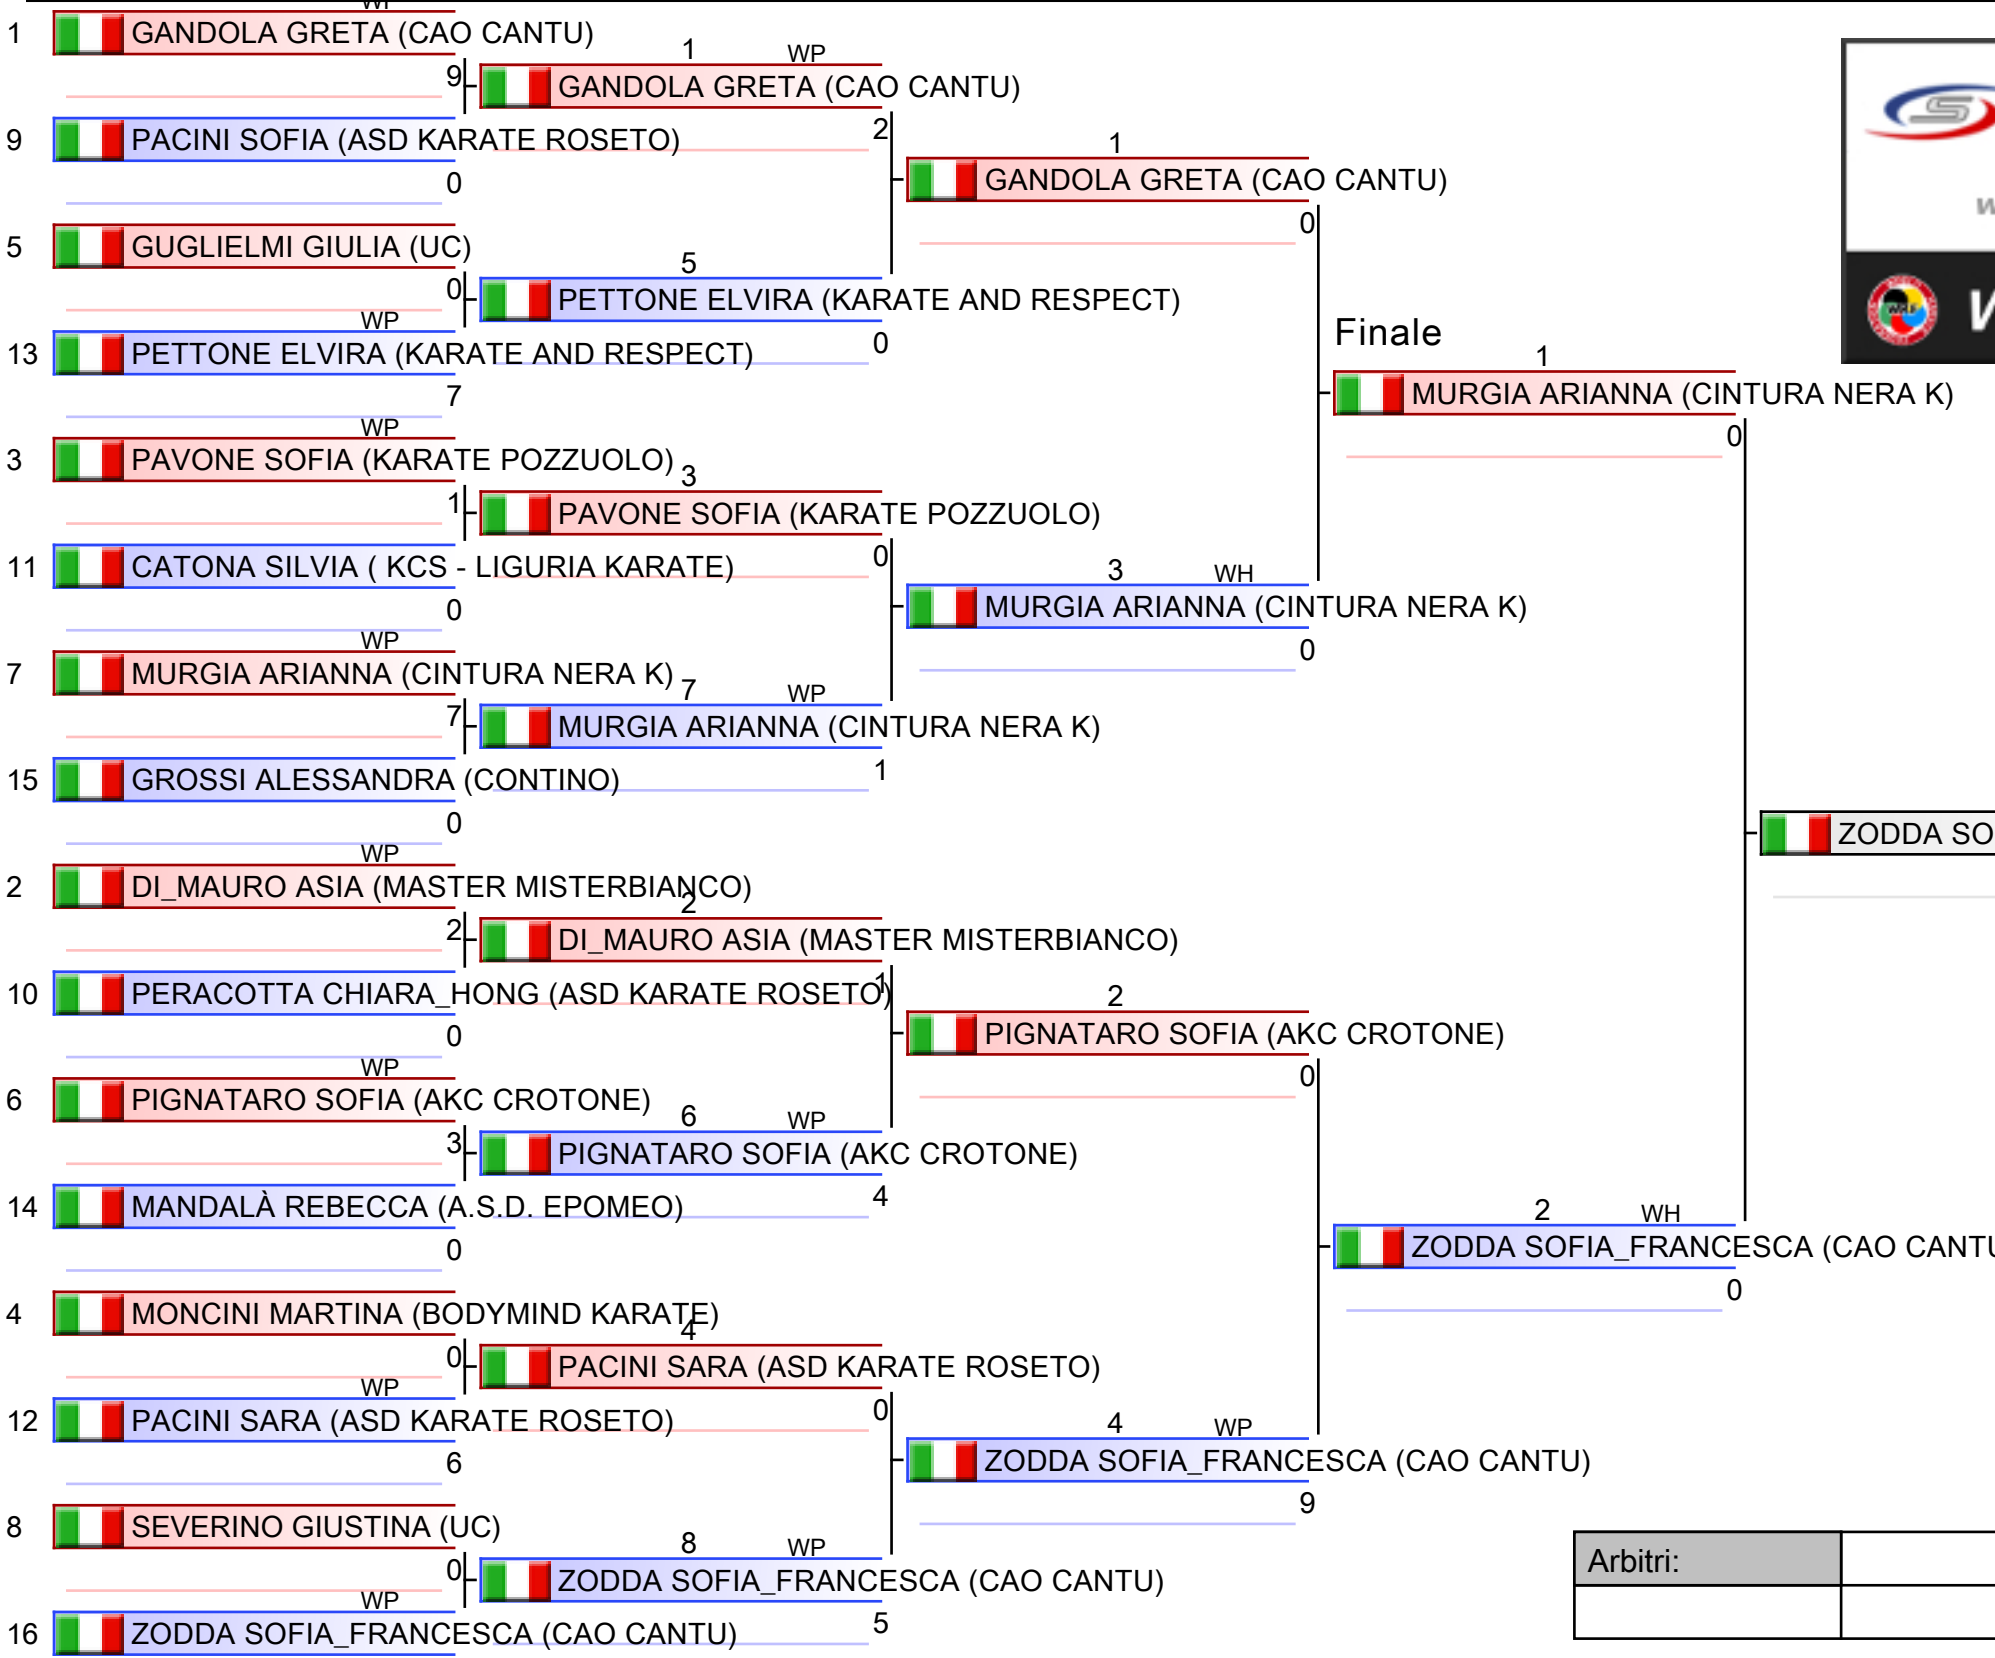 1 GANDOLA GRETA (CAO CANTU)
9
9 PACINI SOFIA (ASD KARATE ROSETO)
0
5 GUGLIELMI GIULIA (UC)
0
WP
13 PETTONE ELVIRA (KARATE AND RESPECT)
7
WP
3 PAVONE SOFIA (KARATE POZZUOLO)
1
11 CATONA SILVIA ( KCS - LIGURIA KARATE)
0
WP
7 MURGIA ARIANNA (CINTURA NERA K)
7
15 GROSSI ALESSANDRA (CONTINO)
0
WP
2 DI_MAURO ASIA (MASTER MISTERBIANCO)
2
10 PERACOTTA CHIARA_HONG (ASD KARATE ROSETO)
0
WP
6 PIGNATARO SOFIA (AKC CROTONE)
3
14 MANDALÀ REBECCA (A.S.D. EPOMEO)
0
4 MONCINI MARTINA (BODYMIND KARATE)
0
WP
12 PACINI SARA (ASD KARATE ROSETO)
6
8 SEVERINO GIUSTINA (UC)
0
WP
16 ZODDA SOFIA_FRANCESCA (CAO CANTU)
1 WP
GANDOLA GRETA (CAO CANTU)
2
5
PETTONE ELVIRA (KARATE AND RESPECT)
0
3
PAVONE SOFIA (KARATE POZZUOLO)
0
7 WP
MURGIA ARIANNA (CINTURA NERA K)
1
2
DI_MAURO ASIA (MASTER MISTERBIANCO)
1
6 WP
PIGNATARO SOFIA (AKC CROTONE)
4
4
PACINI SARA (ASD KARATE ROSETO)
0
8 WP
ZODDA SOFIA_FRANCESCA (CAO CANTU)
5
1
GANDOLA GRETA (CAO CANTU)
0
3 WH
MURGIA ARIANNA (CINTURA NERA K)
0
2
PIGNATARO SOFIA (AKC CROTONE)
0
4 WP
ZODDA SOFIA_FRANCESCA (CAO CANTU)
9
Finale
1
MURGIA ARIANNA (CINTURA NERA K)
0
2 WH
ZODDA SOFIA_FRANCESCA (CAO CANTU
0
ZODDA SO
Arbitri: